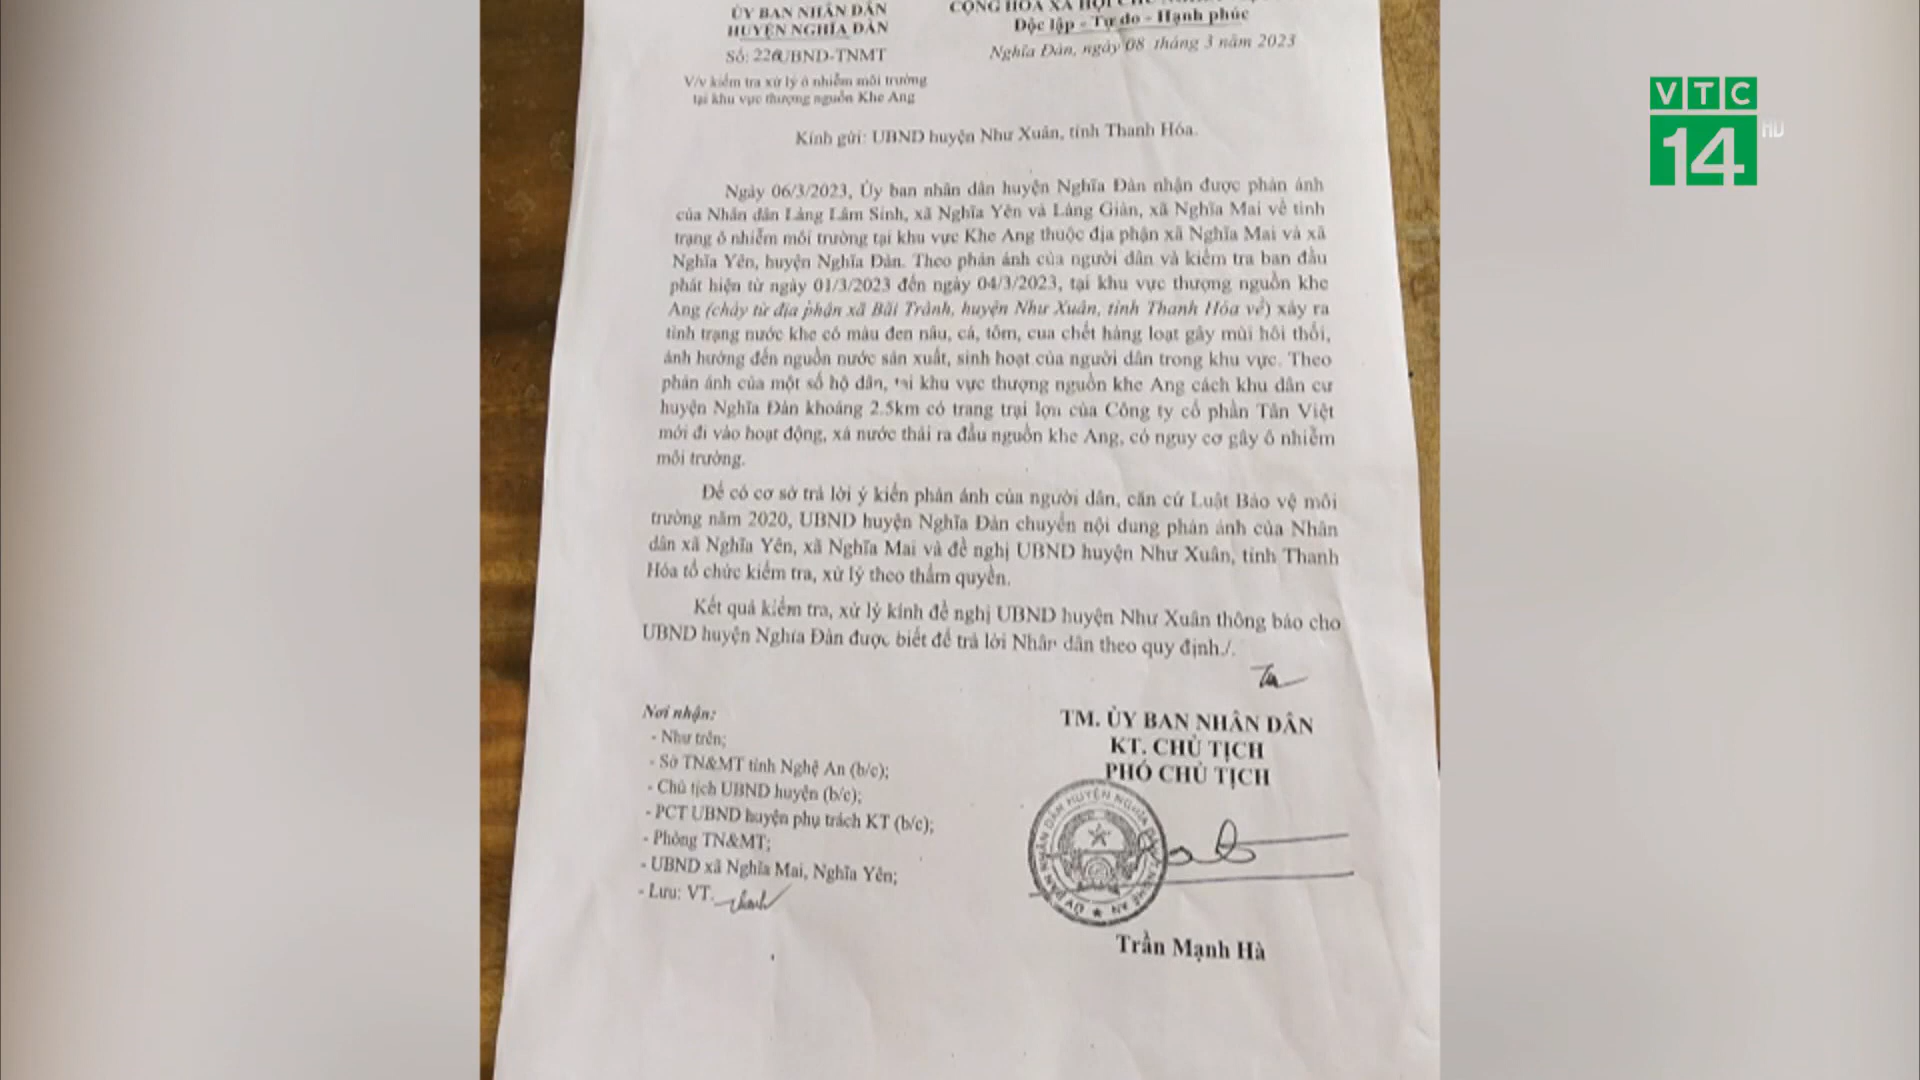 ỦY BAN NHÂN DÂN
HUYỆN NGHĨA ĐÀN
CỘNG HÒA XÃ HỘI CHỦ
Độc lập - Tự do - Hạnh phúc
Số: 226/UBND-TNMT
Nghĩa Đàn, ngày 08 tháng 3 năm 2023
V/v kiểm tra xử lý ô nhiễm môi trường
tại khu vực thượng nguồn Khe Ang
VTC
14
HD
Kính gửi: UBND huyện Như Xuân, tỉnh Thanh Hóa.
Ngày 06/3/2023, Ủy ban nhân dân huyện Nghĩa Đàn nhận được phản ánh
của Nhân dân Làng Lâm Sinh, xã Nghĩa Yên và Làng Giàn, xã Nghĩa Mai về tình
trạng ô nhiễm môi trường tại khu vực Khe Ang thuộc địa phận xã Nghĩa Mai và xã
Nghĩa Yên, huyện Nghĩa Đàn. Theo phản ánh của người dân và kiểm tra ban đầu
phát hiện từ ngày 01/3/2023 đến ngày 04/3/2023, tại khu vực thượng nguồn khe
Ang (chảy từ địa phận xã Bãi Trành, huyện Như Xuân, tỉnh Thanh Hóa về) xảy ra
tình trạng nước khe có màu đen nâu, cá, tôm, cua chết hàng loạt gây mùi hôi thối,
ảnh hưởng đến nguồn nước sản xuất, sinh hoạt của người dân trong khu vực. Theo
phản ánh của một số hộ dân, tại khu vực thượng nguồn khe Ang cách khu dân cư
huyện Nghĩa Đàn khoảng 2.5km có trang trại lợn của Công ty cổ phần Tân Việt
mới đi vào hoạt động, xả nước thải ra đầu nguồn khe Ang, có nguy cơ gây ô nhiễm
môi trường.
Để có cơ sở trả lời ý kiến phản ánh của người dân, căn cứ Luật Bảo vệ môi
trường năm 2020, UBND huyện Nghĩa Đàn chuyển nội dung phản ánh của Nhân
dân xã Nghĩa Yên, xã Nghĩa Mai và đề nghị UBND huyện Như Xuân, tỉnh Thanh
Hóa tổ chức kiểm tra, xử lý theo thẩm quyền.
Kết quả kiểm tra, xử lý kính đề nghị UBND huyện Như Xuân thông báo cho
UBND huyện Nghĩa Đàn được biết để trả lời Nhân dân theo quy định./.
Nơi nhận:
- Như trên;
- Sở TN&MT tỉnh Nghệ An (b/c);
- Chủ tịch UBND huyện (b/c);
- PCT UBND huyện phụ trách KT (b/c);
- Phòng TN&MT;
- UBND xã Nghĩa Mai, Nghĩa Yên;
- Lưu: VT.
TM. ỦY BAN NHÂN DÂN
KT. CHỦ TỊCH
PHÓ CHỦ TỊCH
Trần Mạnh Hà